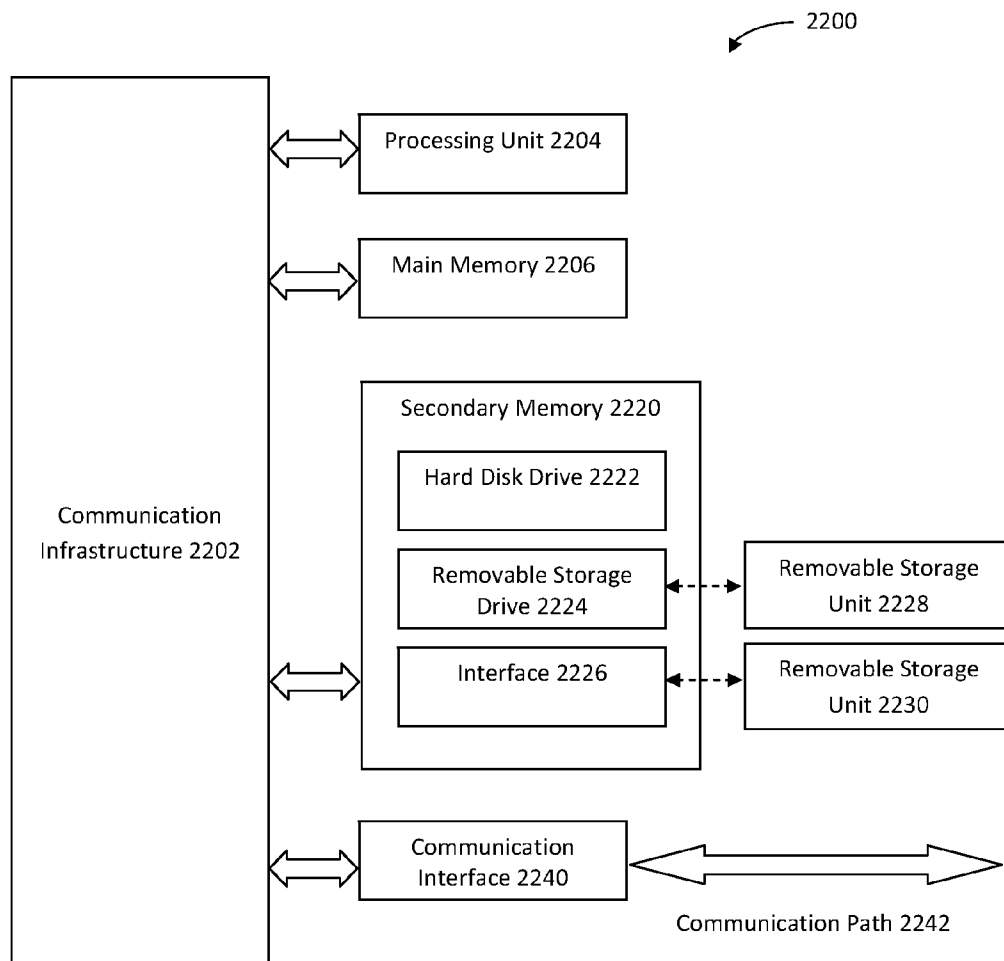 2200
Processing Unit 2204
Main Memory 2206
Secondary Memory 2220
Hard Disk Drive 2222
Communication
Infrastructure 2202
Removable Storage
Drive 2224
Removable Storage
Unit 2228
Interface 2226
Removable Storage
Unit 2230
Communication
Interface 2240
Communication Path 2242